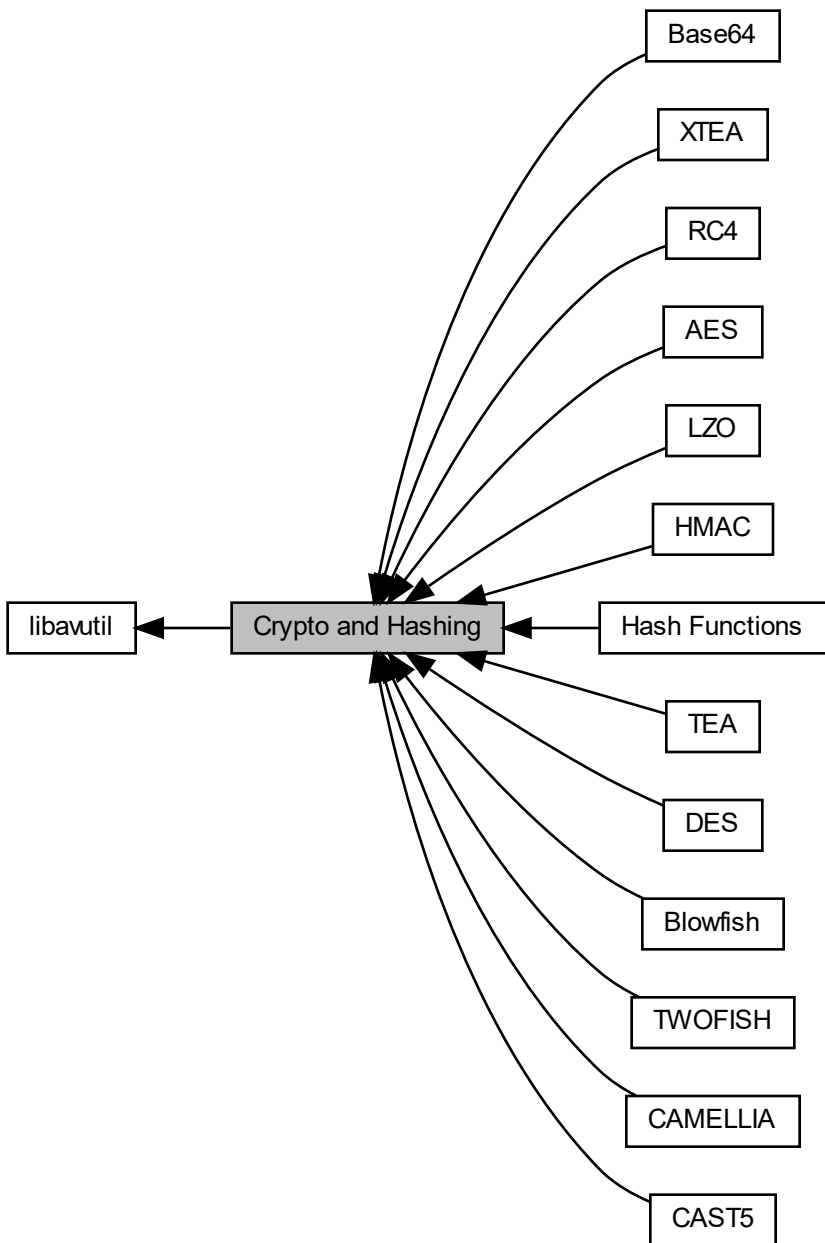 Base64
XTEA
RC4
AES
LZO
HMAC
libavutil
Crypto and Hashing
Hash Functions
TEA
DES
Blowfish
TWOFISH
CAMELLIA
CAST5